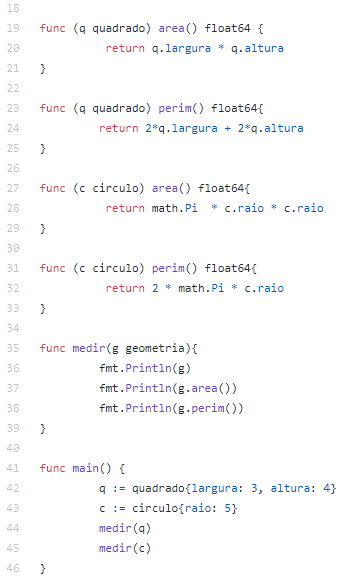 18
19 func (q quadrado) area() float64 {
20 return q.largura * q.altura
21 }
22
23 func (q quadrado) perim() float64{
24 return 2*q.largura + 2*q.altura
25 }
26
27 func (c circulo) area() float64{
28 return math.Pi * c.raio * c.raio
29 }
30
31 func (c circulo) perim() float64{
32 return 2 * math.Pi * c.raio
33 }
34
35 func medir(g geometria){
36 fmt.Println(g)
37 fmt.Println(g.area())
38 fmt.Println(g.perim())
39 }
40
41 func main() {
42 q := quadrado{largura: 3, altura: 4}
43 c := circulo{raio: 5}
44 medir(q)
45 medir(c)
46 }